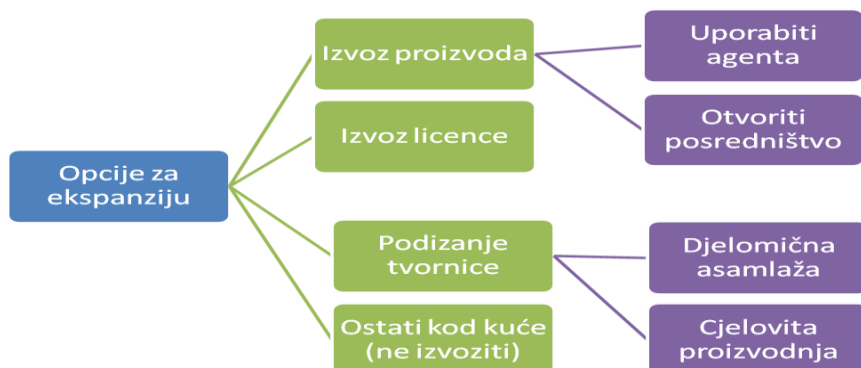 Opcije za
ekspanziju
Izvoz proizvoda
Uporabiti
agenta
Otvoriti
posredništvo
Izvoz licence
Podizanje
tvornice
Djelomična
asamlaža
Cjelovita
proizvodnja
Ostati kod kuće
(ne izvoziti)